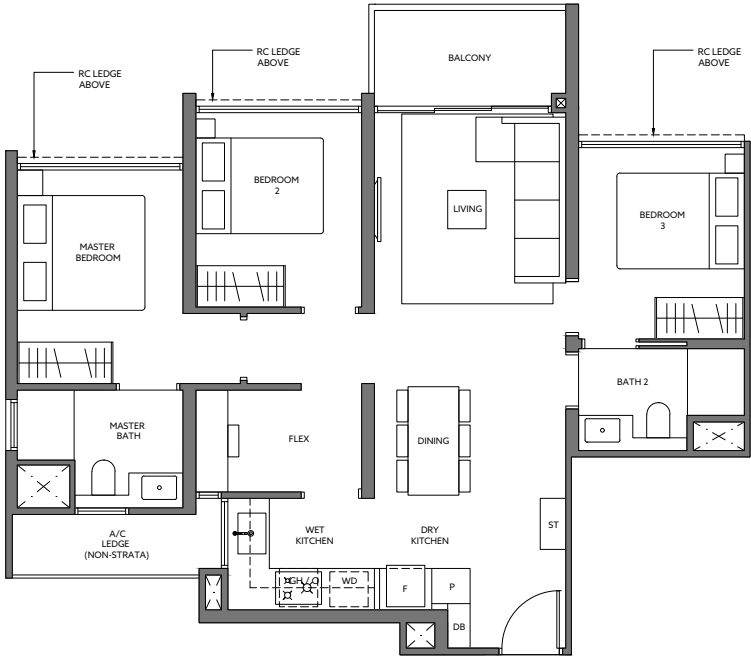 BALCONY
RC LEDGE
ABOVE
RC LEDGE
ABOVE
RC LEDGE
ABOVE
BEDROOM
2
LIVING
BEDROOM
3
MASTER
BEDROOM
BATH 2
MASTER
BATH
FLEX
DINING
A/C
LEDGE
(NON-STRATA)
WET
KITCHEN
DRY
KITCHEN
ST
GH / O
WD
F
P
DB